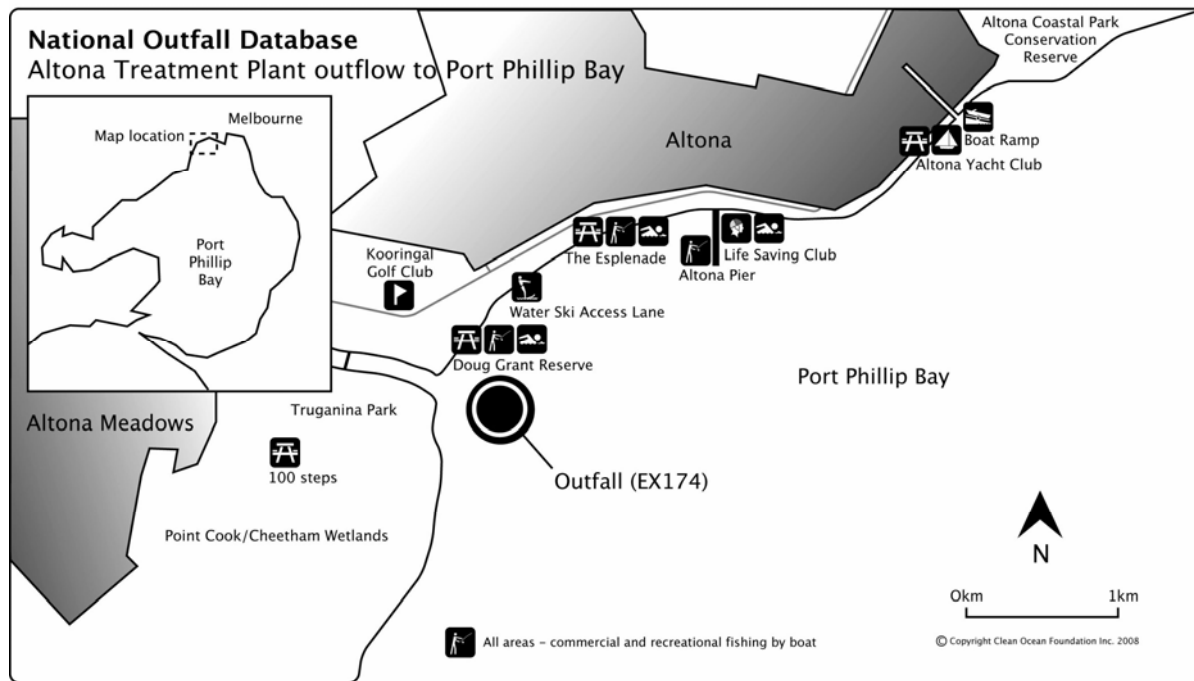 National Outfall Database
Altona Treatment Plant outflow to Port Phillip Bay
Altona Coastal Park
Conservation
Reserve
Melbourne
Map location
Port
Phillip
Bay
Altona
Boat Ramp
Altona Yacht Club
Kooringal
Golf Club
The Esplenade
Life Saving Club
Altona Pier
Water Ski Access Lane
Doug Grant Reserve
Port Phillip Bay
Truganina Park
Altona Meadows
100 steps
Outfall (EX174)
Point Cook/Cheetham Wetlands
N
0km
1km
All areas – commercial and recreational fishing by boat
© Copyright Clean Ocean Foundation Inc. 2008